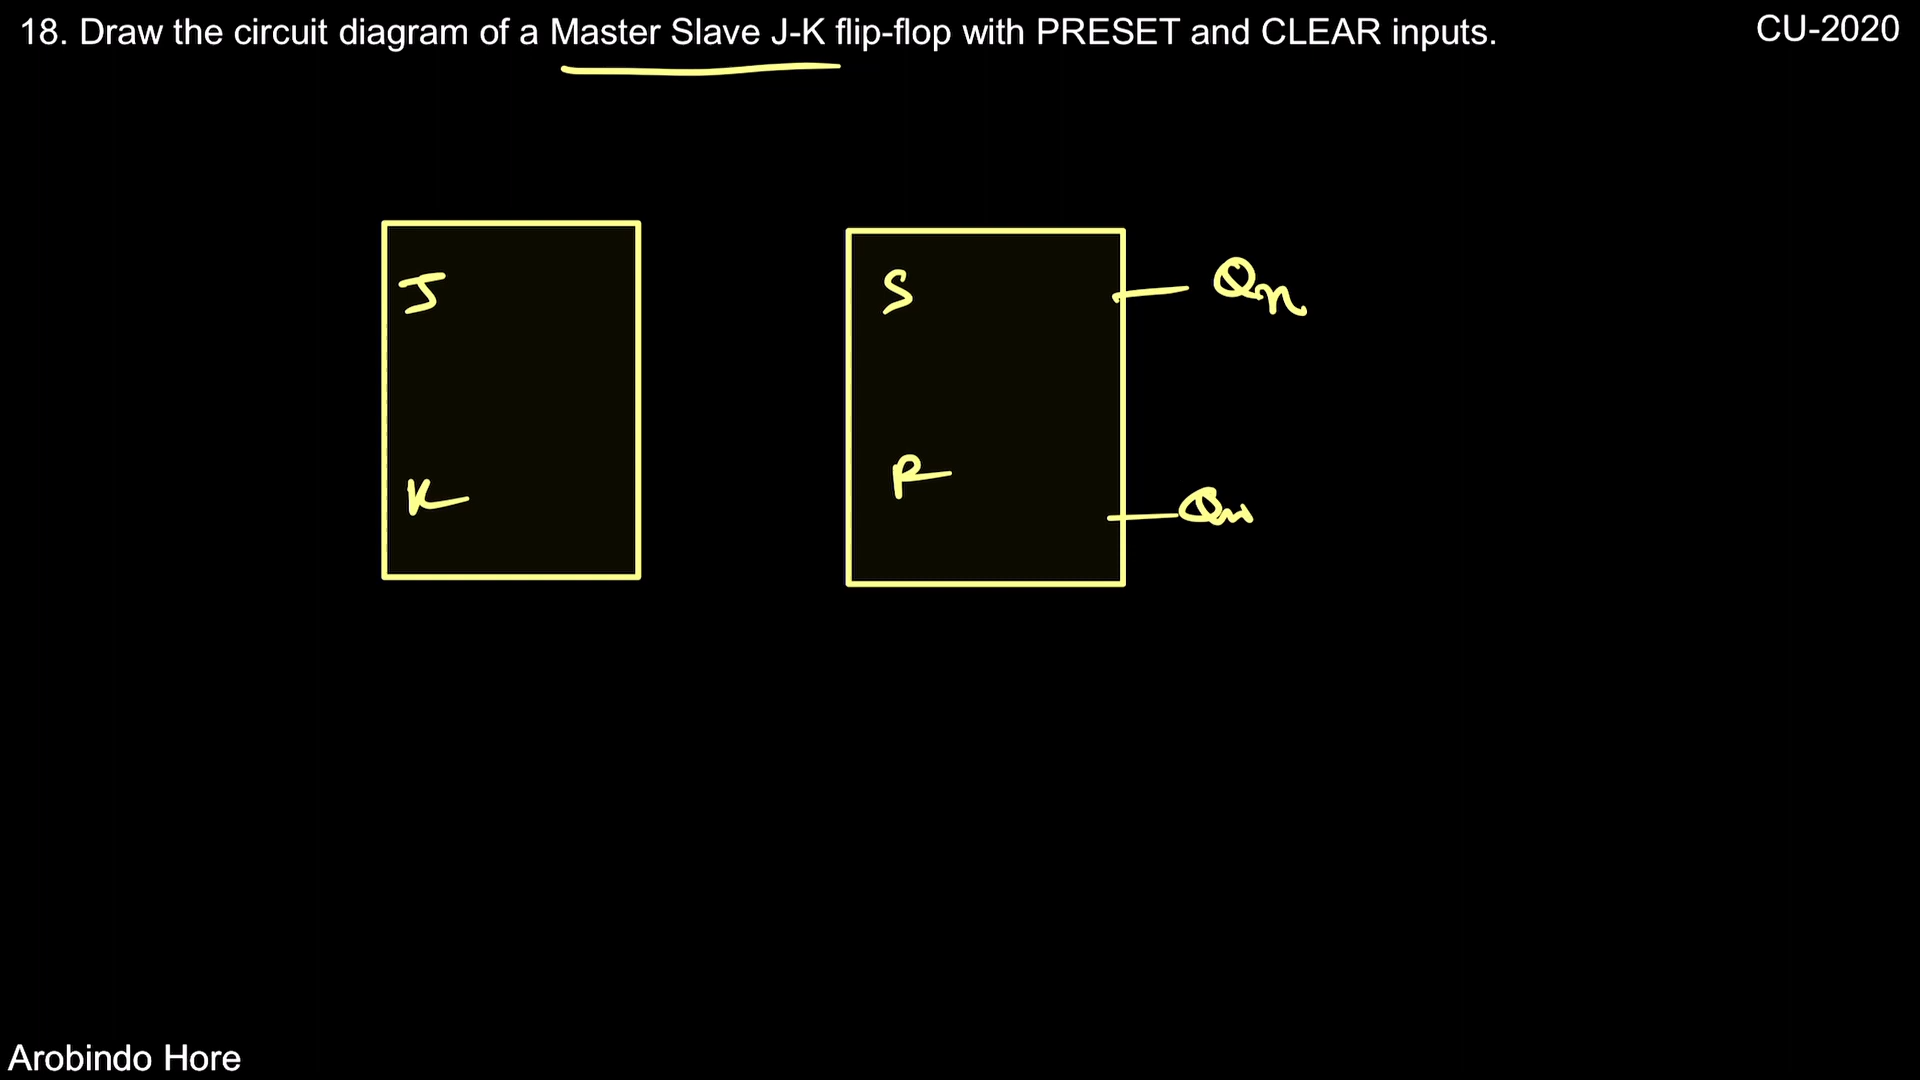 18. Draw the circuit diagram of a Master Slave J-K flip-flop with PRESET and CLEAR inputs.
CU-2020
J
S
Qn
K
R
Qn
Arobindo Hore